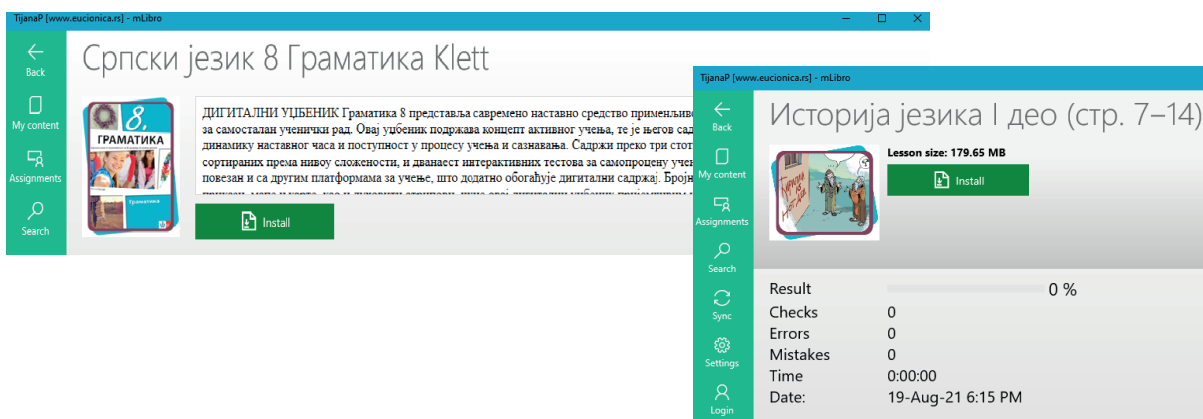 TijanaP [www.eucionica.rs] - mLibro
Back
My content
Assignments
Search
Српски језик 8 Граматика Klett
8.
ГРАМАТИКА
Граматика
ДИГИТАЛНИ УЏБЕНИК Граматика 8 представља савремено наставно средство применљиво
за самосталан ученички рад. Овај уџбеник подржава концепт активног учења, те је његов сад
динамику наставног часа и поступност у процесу учења и сазнавања. Садржи преко три стот
сортираних према нивоу сложености, и дванаест интерактивних тестова за самопроцену учен
повезан и са другим платформама за учење, што додатно обогаћује дигитални садржај. Бројн
Install
TijanaP [www.eucionica.rs] - mLibro
Back
My content
Assignments
Search
Sync
Settings
Login
Историја језика I део (стр. 7–14)
Lesson size: 179.65 MB
Install
Result 0 %
Checks 0
Errors 0
Mistakes 0
Time 0:00:00
Date: 19-Aug-21 6:15 PM